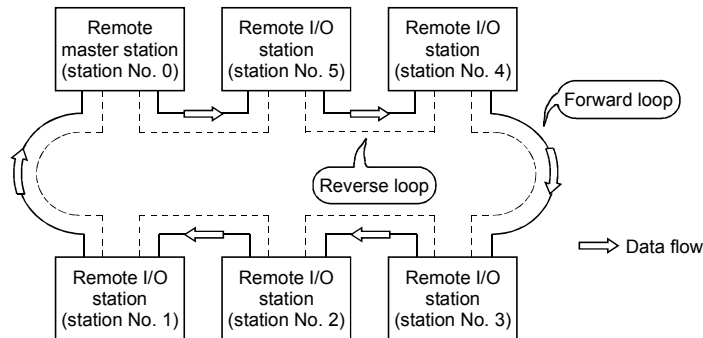 Remote
master station
(station No. 0)
Remote I/O
station
(station No. 5)
Remote I/O
station
(station No. 4)
Forward loop
Reverse loop
Data flow
Remote I/O
station
(station No. 1)
Remote I/O
station
(station No. 2)
Remote I/O
station
(station No. 3)